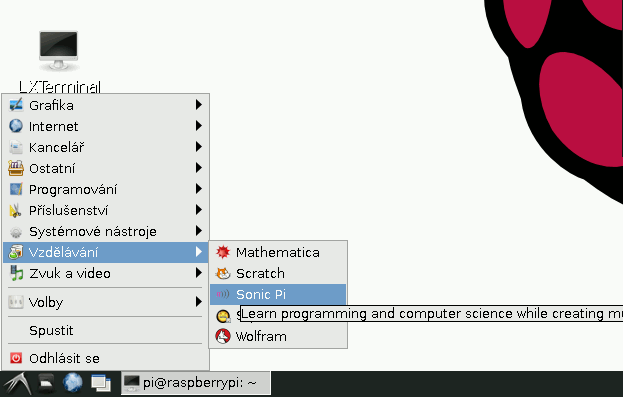 LXTerminal
Grafika
Internet
Kancelář
Ostatní
Programování
Příslušenství
Systémové nástroje
Vzdělávání
Zvuk a video
Volby
Spustit
Odhlásit se
Mathematica
Scratch
Sonic Pi
Learn programming and computer science while creating
Wolfram
pi@raspberrypi: ~